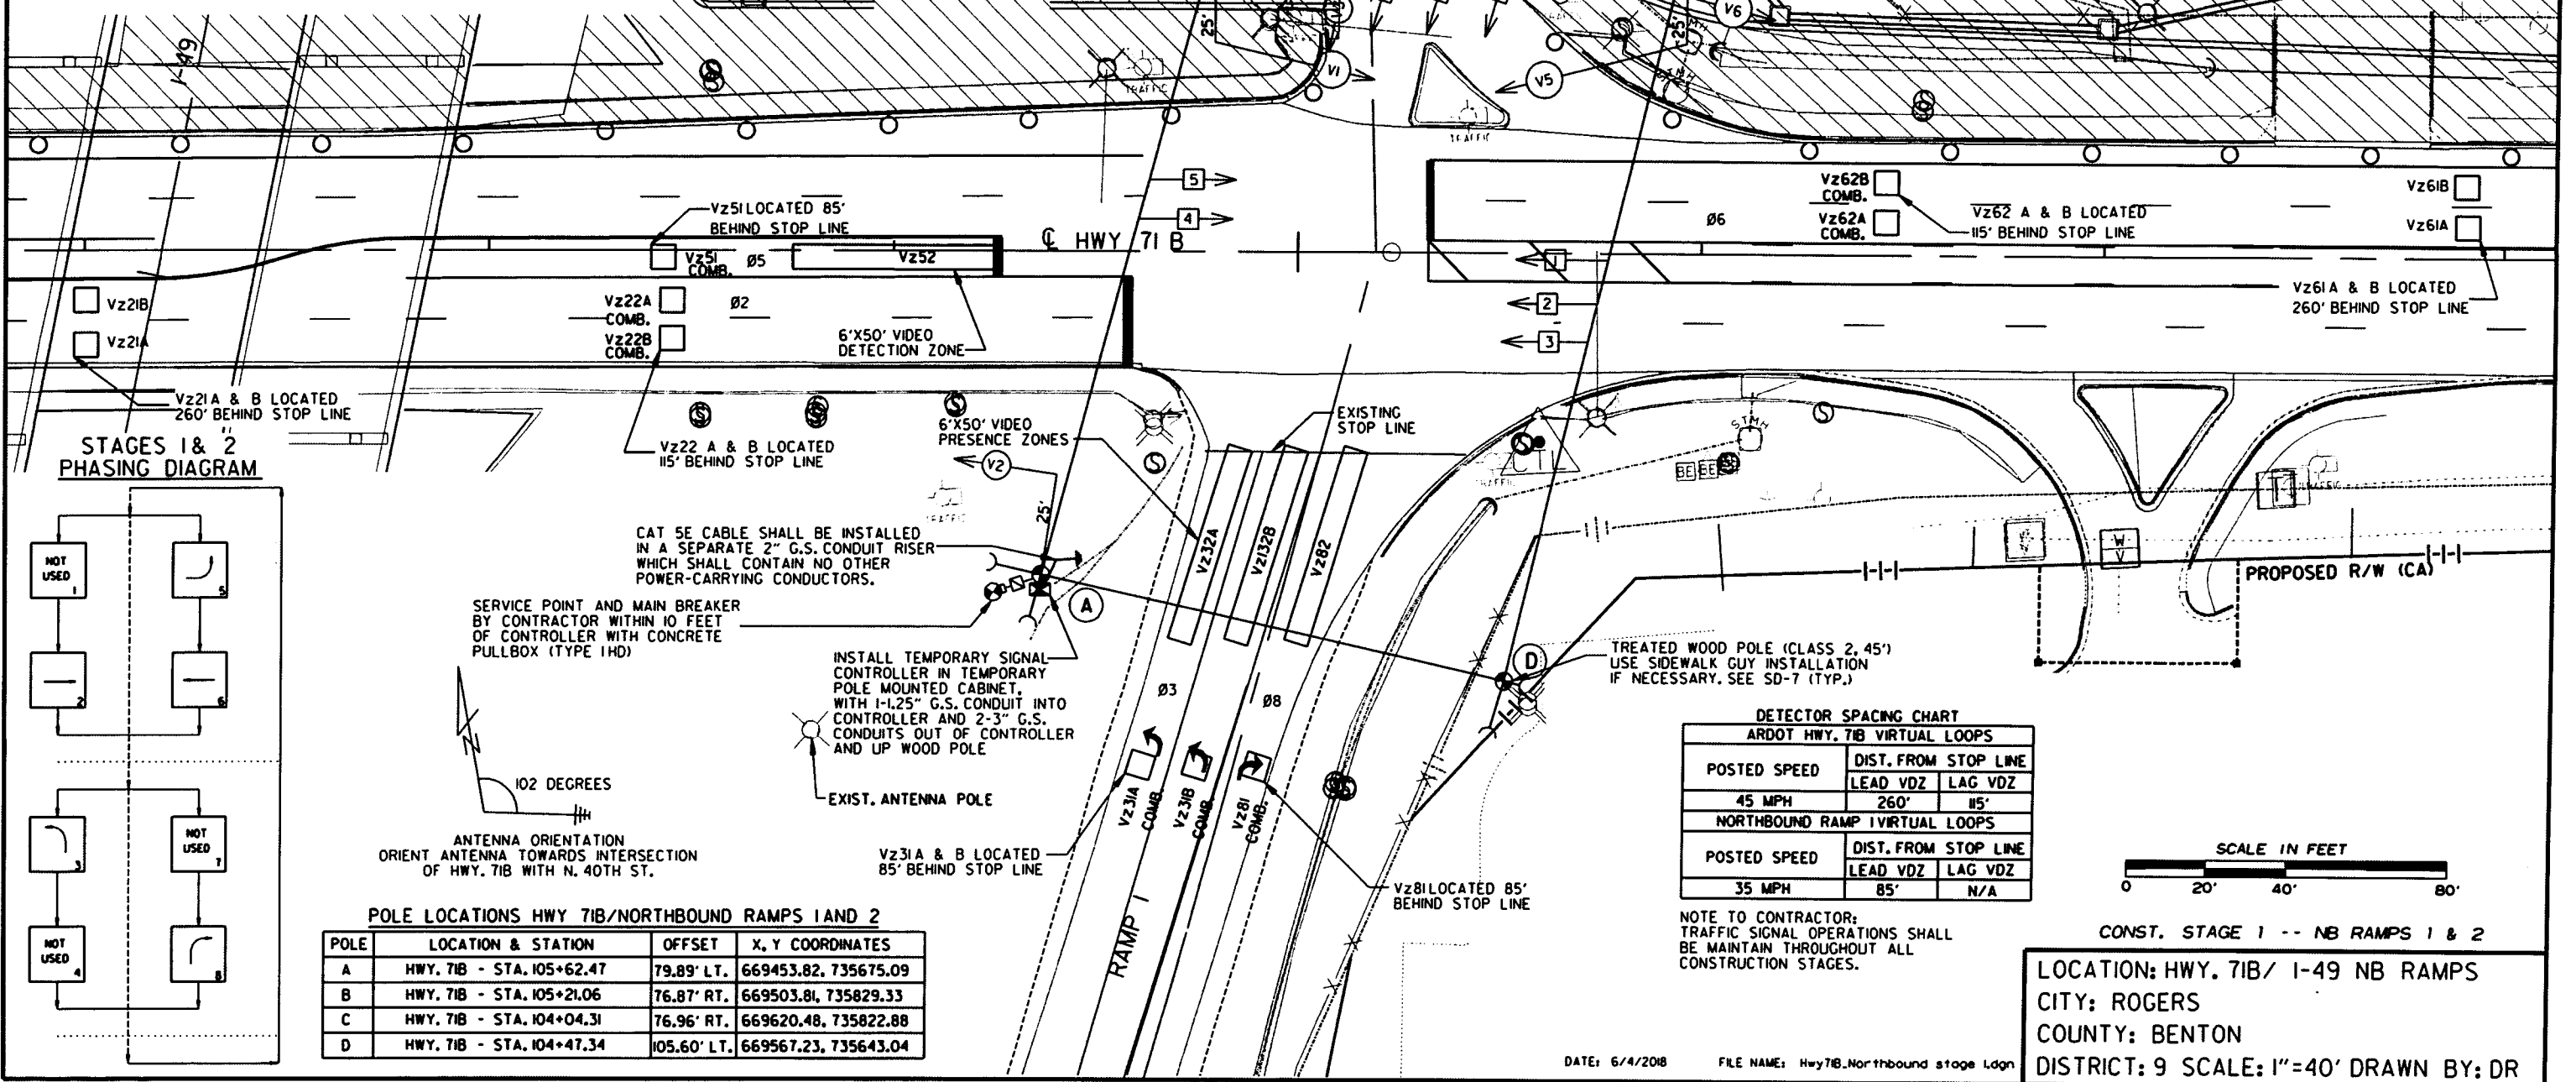 I-49
25'
V1
V5
V6
25'
TRAFFIC
TRAFFIC
5
4
Vz51 LOCATED 85'
BEHIND STOP LINE
℄ HWY 71 B
Vz51
COMB.
Ø5
Vz52
Vz62B
COMB.
Vz62A
COMB.
Ø6
Vz62 A & B LOCATED
115' BEHIND STOP LINE
Vz61B
Vz61A
1
2
3
Vz61A & B LOCATED
260' BEHIND STOP LINE
Vz21B
Vz21A
Vz22A
COMB.
Ø2
Vz22B
COMB.
6'X50' VIDEO
DETECTION ZONE
Vz21A & B LOCATED
260' BEHIND STOP LINE
Vz22 A & B LOCATED
115' BEHIND STOP LINE
6'X50' VIDEO
PRESENCE ZONES
EXISTING
STOP LINE
V2
25'
TRAFFIC
CTL
TRAFFIC
STMH
BE
TRAFFIC
T
W
V
STAGES 1 & 2
PHASING DIAGRAM
NOT
USED
1
5
2
6
3
NOT
USED
7
NOT
USED
4
8
CAT 5E CABLE SHALL BE INSTALLED
IN A SEPARATE 2" G.S. CONDUIT RISER
WHICH SHALL CONTAIN NO OTHER
POWER-CARRYING CONDUCTORS.
SERVICE POINT AND MAIN BREAKER
BY CONTRACTOR WITHIN 10 FEET
OF CONTROLLER WITH CONCRETE
PULLBOX (TYPE 1 HD)
A
Vz32A
Vz132B
Vz82
INSTALL TEMPORARY SIGNAL
CONTROLLER IN TEMPORARY
POLE MOUNTED CABINET,
WITH 1-1.25" G.S. CONDUIT INTO
CONTROLLER AND 2-3" G.S.
CONDUITS OUT OF CONTROLLER
AND UP WOOD POLE
EXIST. ANTENNA POLE
102 DEGREES
ANTENNA ORIENTATION
ORIENT ANTENNA TOWARDS INTERSECTION
OF HWY. 71B WITH N. 40TH ST.
Ø3
Ø8
Vz31A
COMB.
Vz31B
COMB.
Vz81
COMB.
Vz31A & B LOCATED
85' BEHIND STOP LINE
Vz81 LOCATED 85'
BEHIND STOP LINE
RAMP 1
D
TREATED WOOD POLE (CLASS 2, 45')
USE SIDEWALK GUY INSTALLATION
IF NECESSARY. SEE SD-7 (TYP.)
PROPOSED R/W (CA)
POLE LOCATIONS HWY 71B/NORTHBOUND RAMPS 1 AND 2
POLE LOCATION & STATION OFFSET X, Y COORDINATES
A HWY. 71B - STA. 105+62.47 79.89' LT. 669453.82, 735675.09
B HWY. 71B - STA. 105+21.06 76.87' RT. 669503.81, 735829.33
C HWY. 71B - STA. 104+04.31 76.96' RT. 669620.48, 735822.88
D HWY. 71B - STA. 104+47.34 105.60' LT. 669567.23, 735643.04
DETECTOR SPACING CHART
ARDOT HWY. 71B VIRTUAL LOOPS
POSTED SPEED DIST. FROM STOP LINE
LEAD VDZ LAG VDZ
45 MPH 260' 115'
NORTHBOUND RAMP 1 VIRTUAL LOOPS
POSTED SPEED DIST. FROM STOP LINE
LEAD VDZ LAG VDZ
35 MPH 85' N/A
NOTE TO CONTRACTOR:
TRAFFIC SIGNAL OPERATIONS SHALL
BE MAINTAIN THROUGHOUT ALL
CONSTRUCTION STAGES.
SCALE IN FEET
0 20' 40' 80'
CONST. STAGE 1 -- NB RAMPS 1 & 2
LOCATION: HWY. 71B/ I-49 NB RAMPS
CITY: ROGERS
COUNTY: BENTON
DISTRICT: 9 SCALE: 1"=40' DRAWN BY: DR
DATE: 6/4/2018 FILE NAME: Hwy71B_Northbound stage 1.dgn